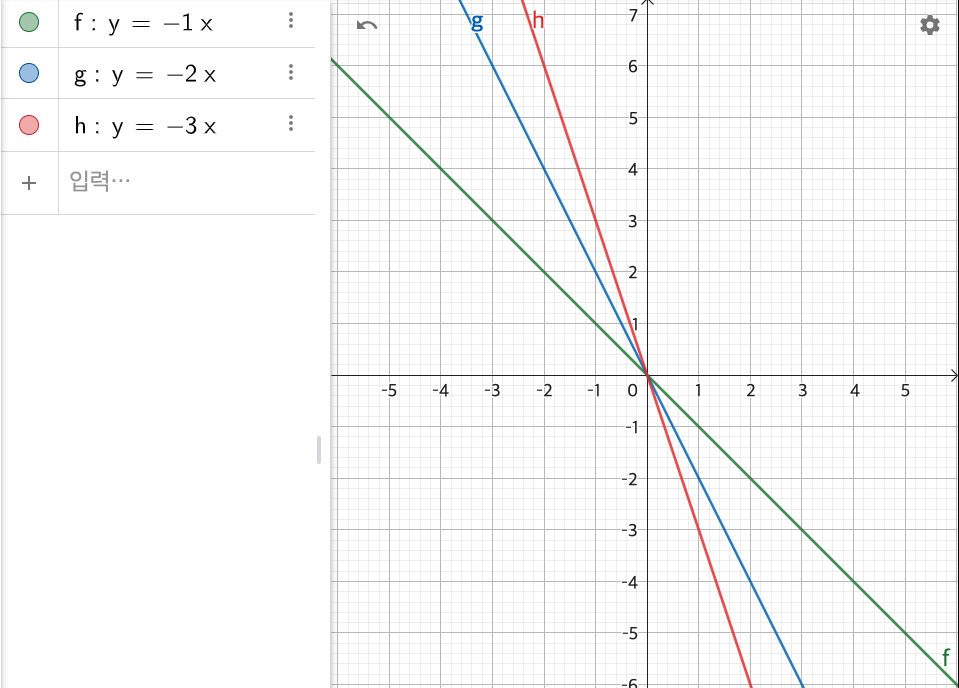 f : y = −1 x
g : y = −2 x
h : y = −3 x
+ 입력…
g h
7
6
5
4
3
2
1
-5 -4 -3 -2 -1 0 1 2 3 4 5
-1
-2
-3
-4
-5
f
-6